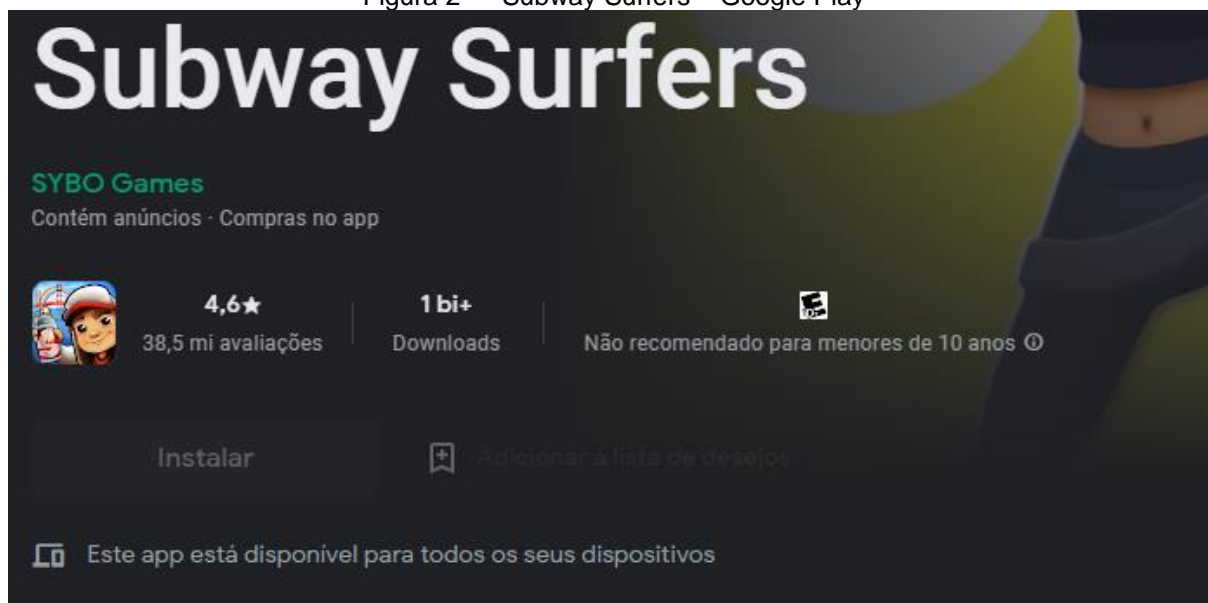 Figura 2 – Subway Surfers – Google Play
Subway Surfers
SYBO Games
Contém anúncios · Compras no app
4,6★
38,5 mi avaliações
1 bi+
Downloads
Não recomendado para menores de 10 anos
Instalar
Adicionar à lista de desejos
Este app está disponível para todos os seus dispositivos